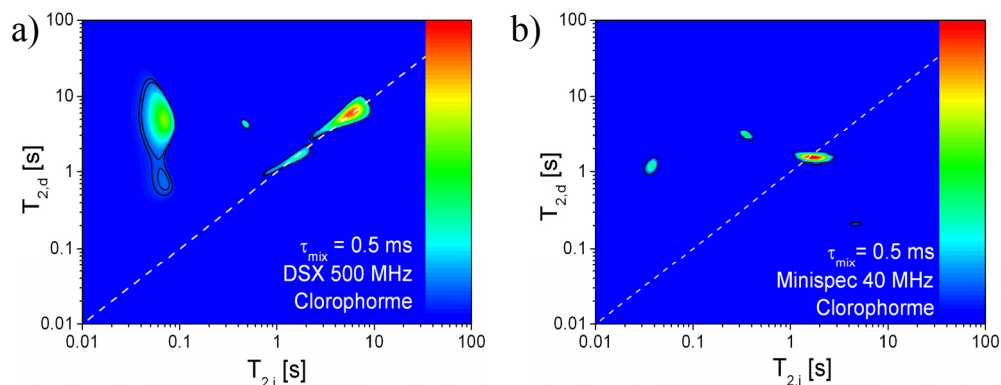 a)
100
10
1
0.1
0.01
T2,d [s]
τmix = 0.5 ms
DSX 500 MHz
Clorophorme
0.01 0.1 1 10 100
T2,i [s]
b)
100
10
1
0.1
0.01
T2,d [s]
τmix = 0.5 ms
Minispec 40 MHz
Clorophorme
0.01 0.1 1 10 100
T2,i [s]